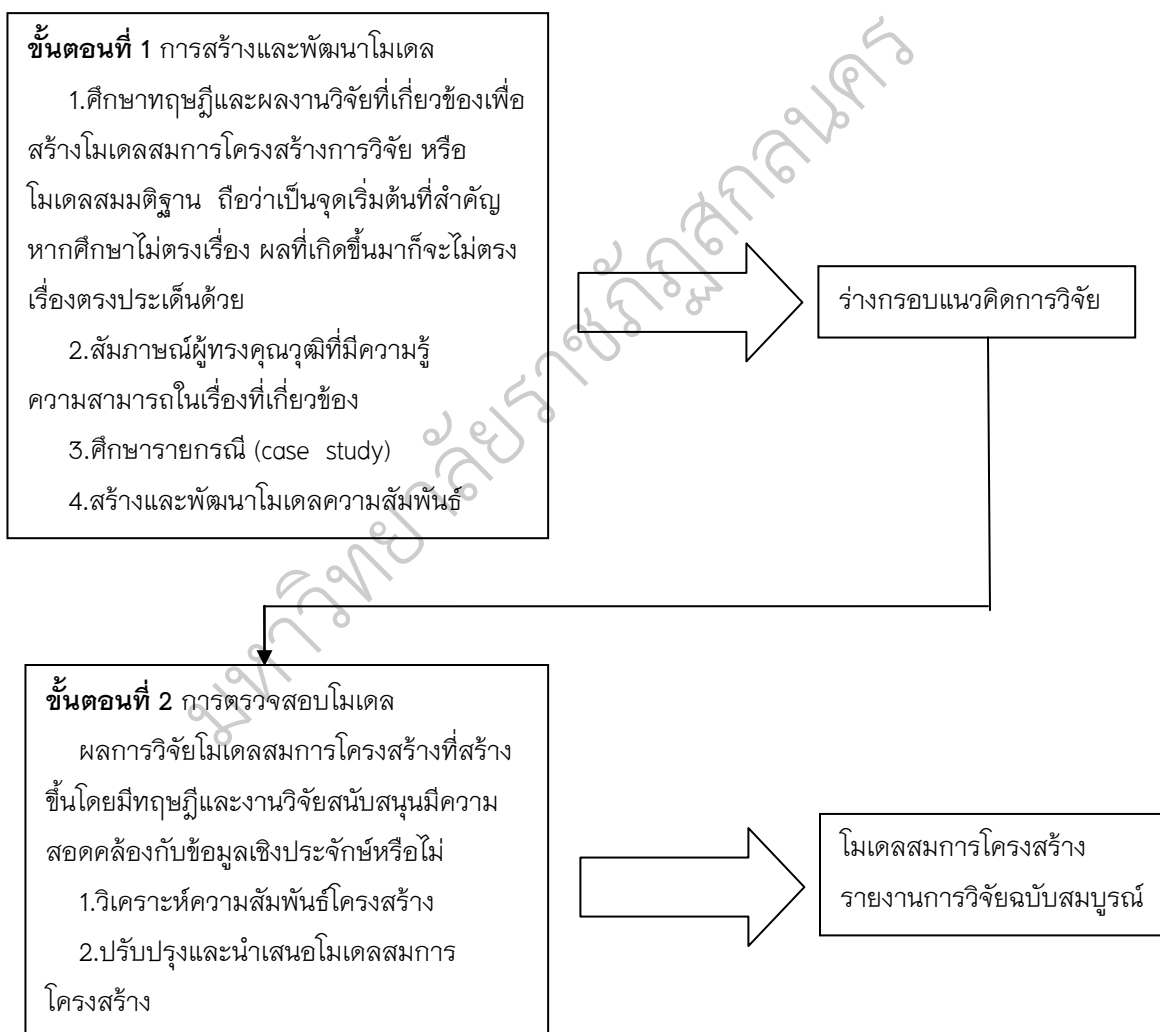 ขั้นตอนที่ 1 การสร้างและพัฒนาโมเดล
1.ศึกษาทฤษฎีและผลงานวิจัยที่เกี่ยวข้องเพื่อ
สร้างโมเดลสมการโครงสร้างการวิจัย หรือ
โมเดลสมมติฐาน ถือว่าเป็นจุดเริ่มต้นที่สำคัญ
หากศึกษาไม่ตรงเรื่อง ผลที่เกิดขึ้นมาก็จะไม่ตรง
เรื่องตรงประเด็นด้วย
2.สัมภาษณ์ผู้ทรงคุณวุฒิที่มีความรู้
ความสามารถในเรื่องที่เกี่ยวข้อง
3.ศึกษารายกรณี (case study)
4.สร้างและพัฒนาโมเดลความสัมพันธ์
ร่างกรอบแนวคิดการวิจัย
ขั้นตอนที่ 2 การตรวจสอบโมเดล
ผลการวิจัยโมเดลสมการโครงสร้างที่สร้าง
ขึ้นโดยมีทฤษฎีและงานวิจัยสนับสนุนมีความ
สอดคล้องกับข้อมูลเชิงประจักษ์หรือไม่
1.วิเคราะห์ความสัมพันธ์โครงสร้าง
2.ปรับปรุงและนำเสนอโมเดลสมการ
โครงสร้าง
โมเดลสมการโครงสร้าง
รายงานการวิจัยฉบับสมบูรณ์
มหาวิทยาลัยราชภัฏสกลนคร